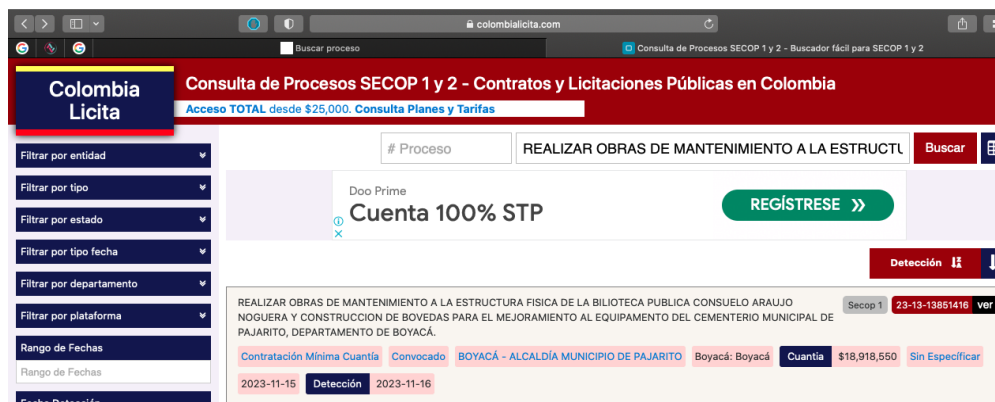 colombialicita.com
Buscar proceso
Consulta de Procesos SECOP 1 y 2 - Buscador fácil para SECOP 1 y 2
Colombia
Licita
Consulta de Procesos SECOP 1 y 2 - Contratos y Licitaciones Públicas en Colombia
Acceso TOTAL desde $25,000. Consulta Planes y Tarifas
# Proceso
REALIZAR OBRAS DE MANTENIMIENTO A LA ESTRUCTU
Buscar
Filtrar por entidad
Filtrar por tipo
Filtrar por estado
Filtrar por tipo fecha
Filtrar por departamento
Filtrar por plataforma
Rango de Fechas
Rango de Fechas
Fecha Detección
Doo Prime
Cuenta 100% STP
REGÍSTRESE
Detección
REALIZAR OBRAS DE MANTENIMIENTO A LA ESTRUCTURA FISICA DE LA BILIOTECA PUBLICA CONSUELO ARAUJO
NOGUERA Y CONSTRUCCION DE BOVEDAS PARA EL MEJORAMIENTO AL EQUIPAMENTO DEL CEMENTERIO MUNICIPAL DE
PAJARITO, DEPARTAMENTO DE BOYACÁ.
Secop 1 23-13-13851416 ver
Contratación Mínima Cuantía Convocado BOYACÁ - ALCALDÍA MUNICIPIO DE PAJARITO Boyacá: Boyacá Cuantia $18,918,550 Sin Específicar
2023-11-15 Detección 2023-11-16